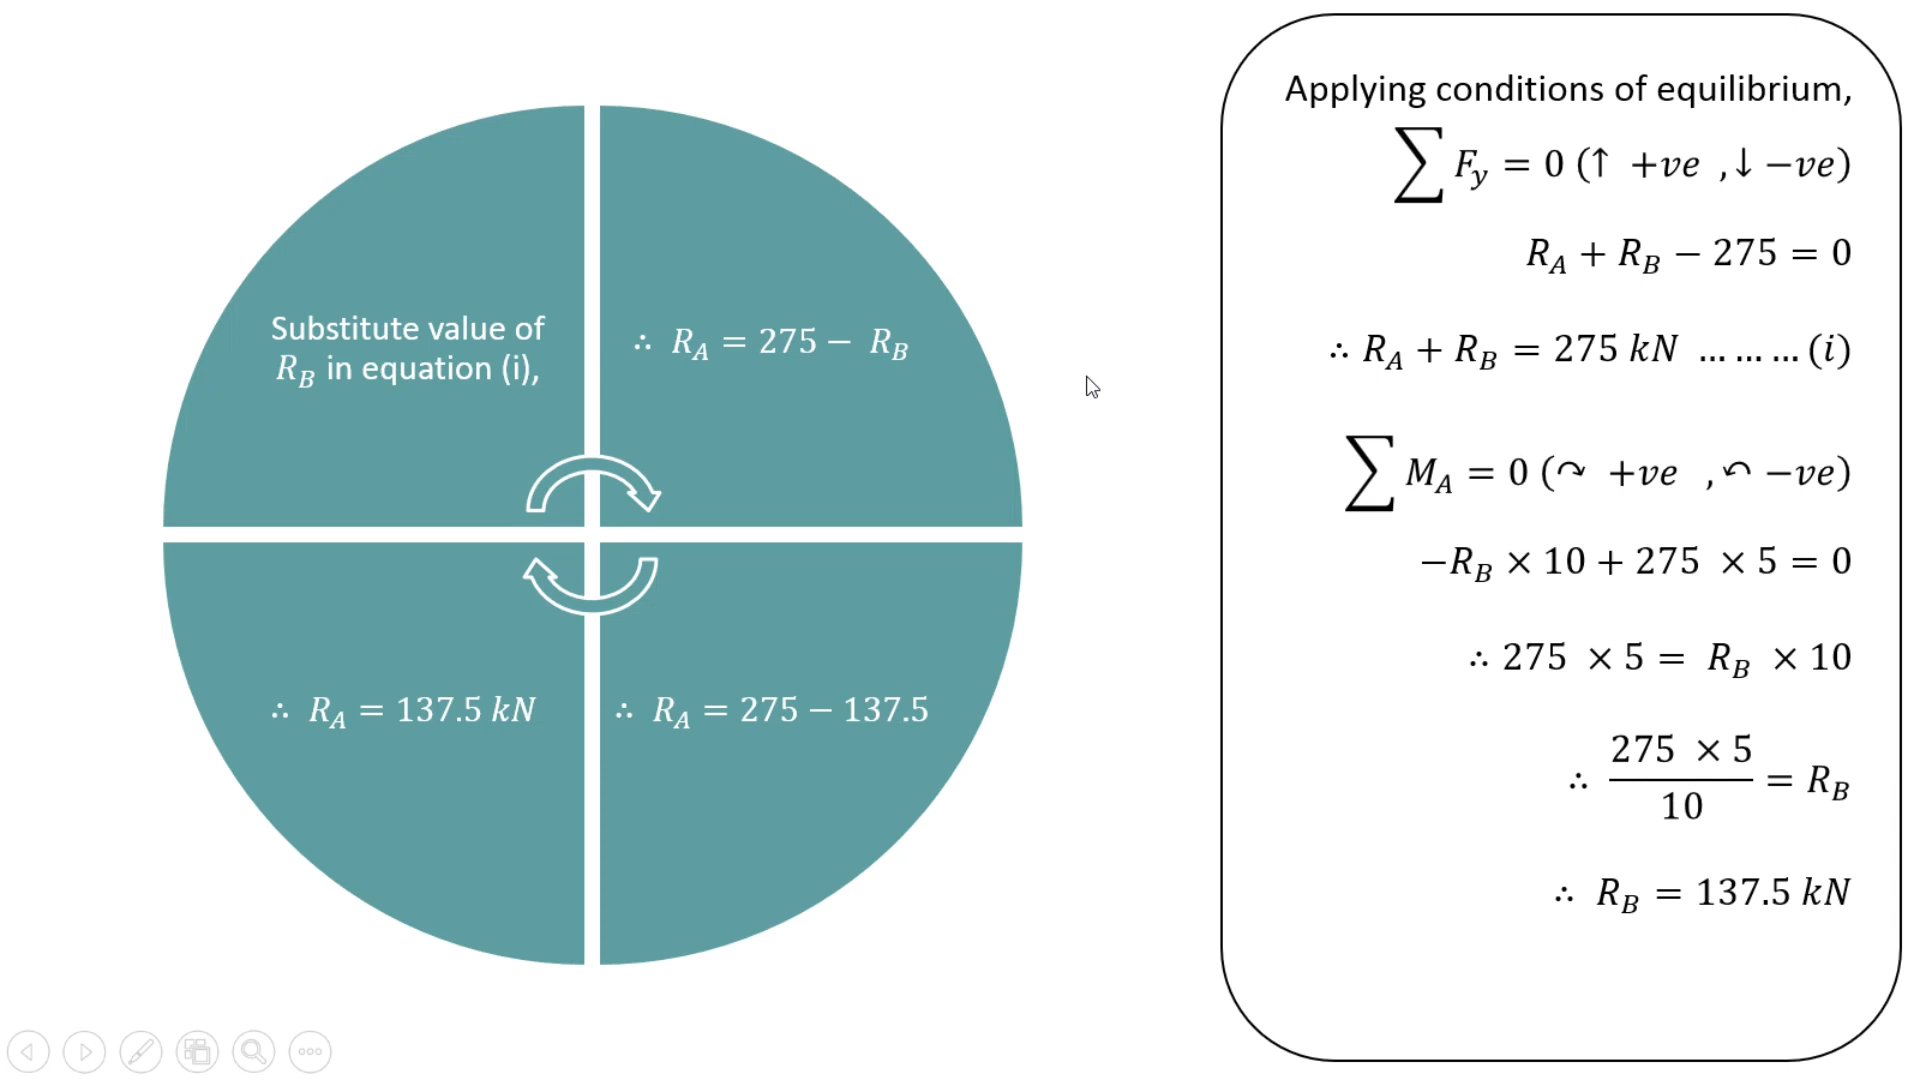 Substitute value of
R_B in equation (i),
∴ R_A = 275 − R_B
∴ R_A = 275 − 137.5
∴ R_A = 137.5 kN
Applying conditions of equilibrium,
∑ F_y = 0 (↑ +ve ,↓ −ve)
R_A + R_B − 275 = 0
∴ R_A + R_B = 275 kN … … … (i)
∑ M_A = 0 (↷ +ve ,↶ −ve)
−R_B × 10 + 275 × 5 = 0
∴ 275 × 5 = R_B × 10
∴ (275 × 5)/10 = R_B
∴ R_B = 137.5 kN